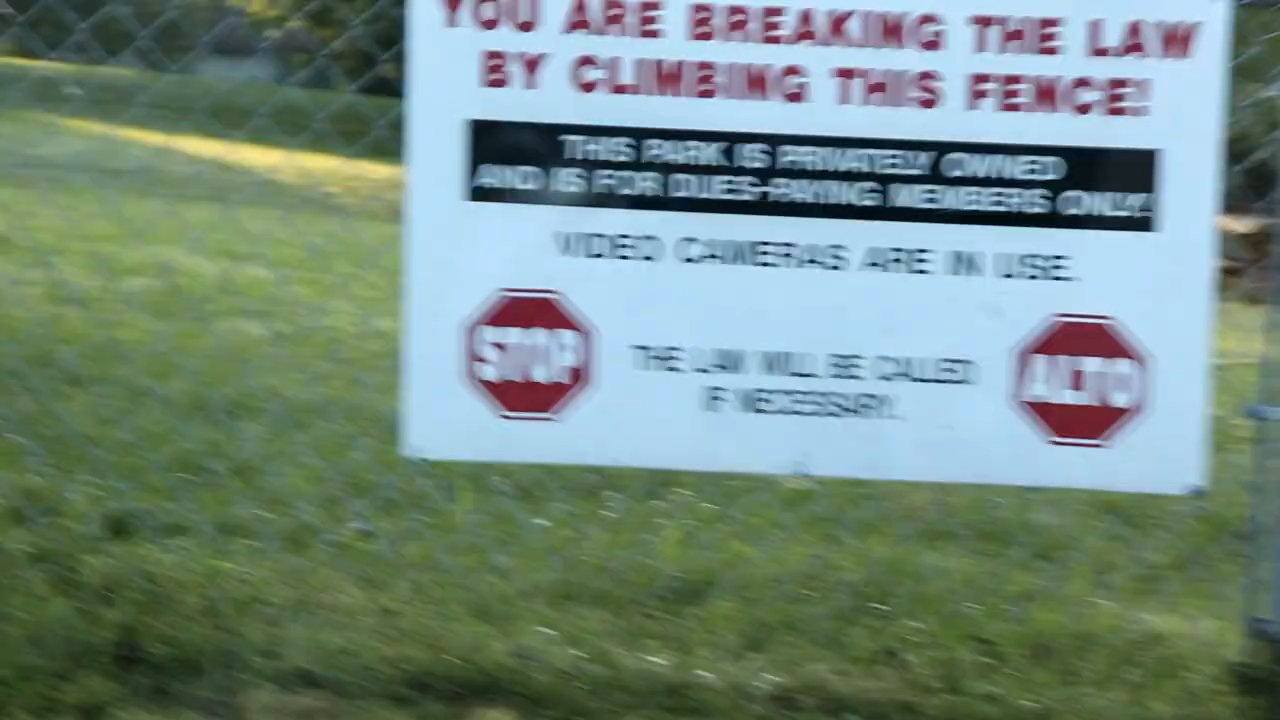 YOU ARE BREAKING THE LAW
BY CLIMBING THIS FENCE!
THIS PARK IS PRIVATELY OWNED
AND IS FOR DUES-PAYING MEMBERS ONLY!
VIDEO CAMERAS ARE IN USE.
STOP
THE LAW WILL BE CALLED
IF NECESSARY.
ALTO